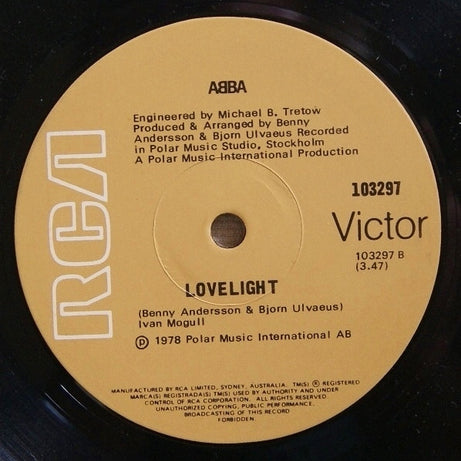 ABBA
Engineered by Michael B. Tretow
Produced & Arranged by Benny
Andersson & Bjorn Ulvaeus Recorded
in Polar Music Studio, Stockholm
A Polar Music International Production
RCA
103297
Victor
103297 B
(3.47)
LOVELIGHT
(Benny Andersson & Bjorn Ulvaeus)
Ivan Mogull
Ⓟ 1978 Polar Music International AB
MANUFACTURED BY RCA LIMITED, SYDNEY, AUSTRALIA. TM(S) ® REGISTERED
MARCA(S) REGISTRADA(S) TM(S) USED BY AUTHORITY AND UNDER
CONTROL OF RCA CORPORATION. ALL RIGHTS RESERVED.
UNAUTHORIZED COPYING, PUBLIC PERFORMANCE,
BROADCASTING OF THIS RECORD
FORBIDDEN